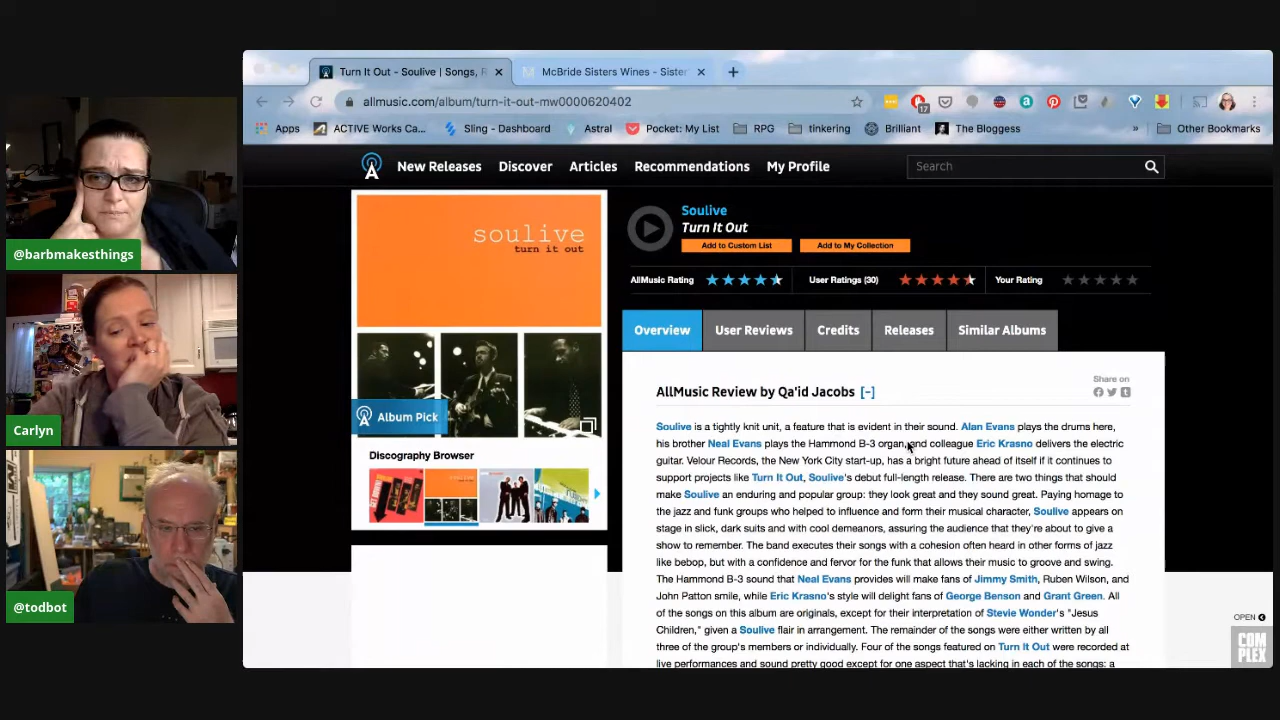 Turn It Out - Soulive | Songs, R
McBride Sisters Wines - Sister
allmusic.com/album/turn-it-out-mw0000620402
17
Apps
ACTIVE Works Ca...
Sling - Dashboard
Astral
Pocket: My List
RPG
tinkering
Brilliant
The Bloggess
»
Other Bookmarks
New Releases
Discover
Articles
Recommendations
My Profile
Search
soulive
turn it out
Album Pick
Discography Browser
Soulive
Turn It Out
Add to Custom List
Add to My Collection
AllMusic Rating
User Ratings (30)
Your Rating
Overview
User Reviews
Credits
Releases
Similar Albums
AllMusic Review by Qa'id Jacobs [-]
Share on
Soulive is a tightly knit unit, a feature that is evident in their sound. Alan Evans plays the drums here,
his brother Neal Evans plays the Hammond B-3 organ, and colleague Eric Krasno delivers the electric
guitar. Velour Records, the New York City start-up, has a bright future ahead of itself if it continues to
support projects like Turn It Out, Soulive's debut full-length release. There are two things that should
make Soulive an enduring and popular group: they look great and they sound great. Paying homage to
the jazz and funk groups who helped to influence and form their musical character, Soulive appears on
stage in slick, dark suits and with cool demeanors, assuring the audience that they're about to give a
show to remember. The band executes their songs with a cohesion often heard in other forms of jazz
like bebop, but with a confidence and fervor for the funk that allows their music to groove and swing.
The Hammond B-3 sound that Neal Evans provides will make fans of Jimmy Smith, Ruben Wilson, and
John Patton smile, while Eric Krasno's style will delight fans of George Benson and Grant Green. All
of the songs on this album are originals, except for their interpretation of Stevie Wonder's "Jesus
Children," given a Soulive flair in arrangement. The remainder of the songs were either written by all
three of the group's members or individually. Four of the songs featured on Turn It Out were recorded at
live performances and sound pretty good except for one aspect that's lacking in each of the songs: a
OPEN
COM
PLEX
@barbmakesthings
Carlyn
@todbot